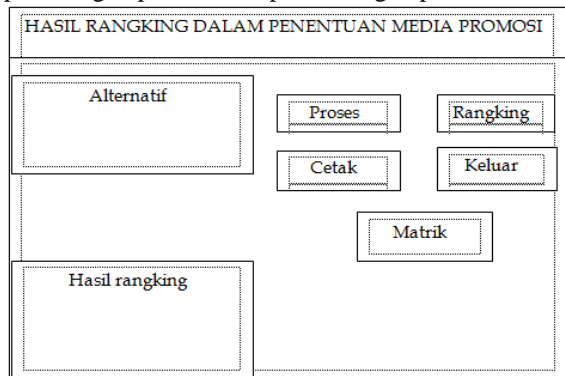 HASIL RANGKING DALAM PENENTUAN MEDIA PROMOSI
Alternatif
Proses
Rangking
Cetak
Keluar
Matrik
Hasil rangking